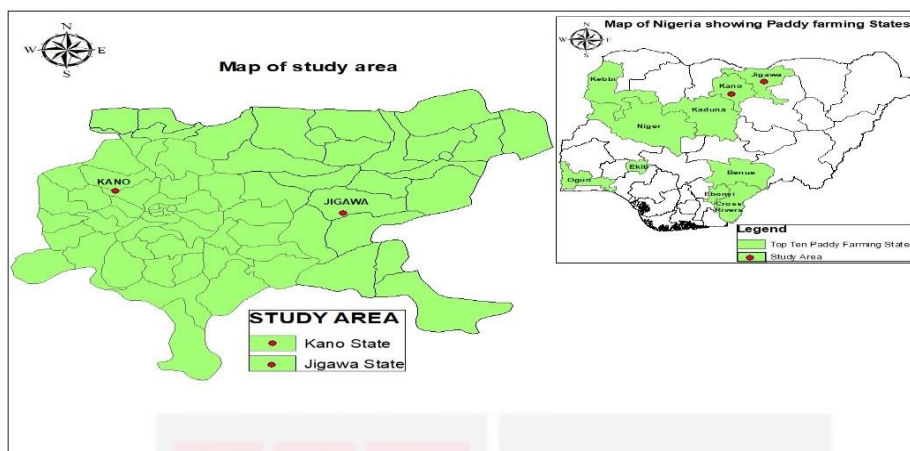 N
W E
S
Map of study area
KANO
JIGAWA
STUDY AREA
Kano State
Jigawa State
Map of Nigeria showing Paddy farming States
N
W E
S
Kebbi
Jigawa
Kano
Kaduna
Niger
Ekiti
Ogun
Benue
Ebonyi
Cross
Rivers
Legend
Top Ten Paddy Farming State
Study Area